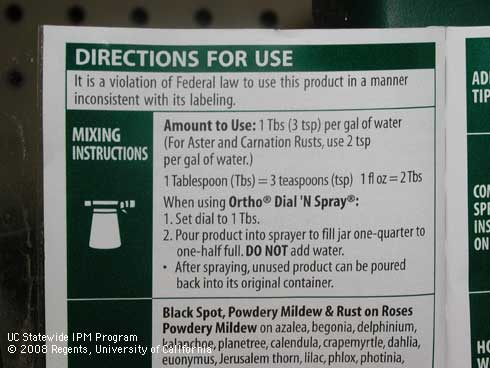 DIRECTIONS FOR USE
It is a violation of Federal law to use this product in a manner
inconsistent with its labeling.
MIXING
INSTRUCTIONS
Amount to Use: 1 Tbs (3 tsp) per gal of water
(For Aster and Carnation Rusts, use 2 tsp
per gal of water.)
1 Tablespoon (Tbs) = 3 teaspoons (tsp) 1 fl oz = 2 Tbs
When using Ortho® Dial 'N Spray®:
1. Set dial to 1 Tbs.
2. Pour product into sprayer to fill jar one-quarter to
one-half full. DO NOT add water.
• After spraying, unused product can be poured
back into its original container.
Black Spot, Powdery Mildew & Rust on Roses
Powdery Mildew on azalea, begonia, delphinium,
kalanchoe, planetree, calendula, crapemyrtle, dahlia,
euonymus, Jerusalem thorn, lilac, phlox, photinia,
AD
TIP
CO
SP
INS
ON
HO
W
UC Statewide IPM Program
© 2008 Regents, University of California